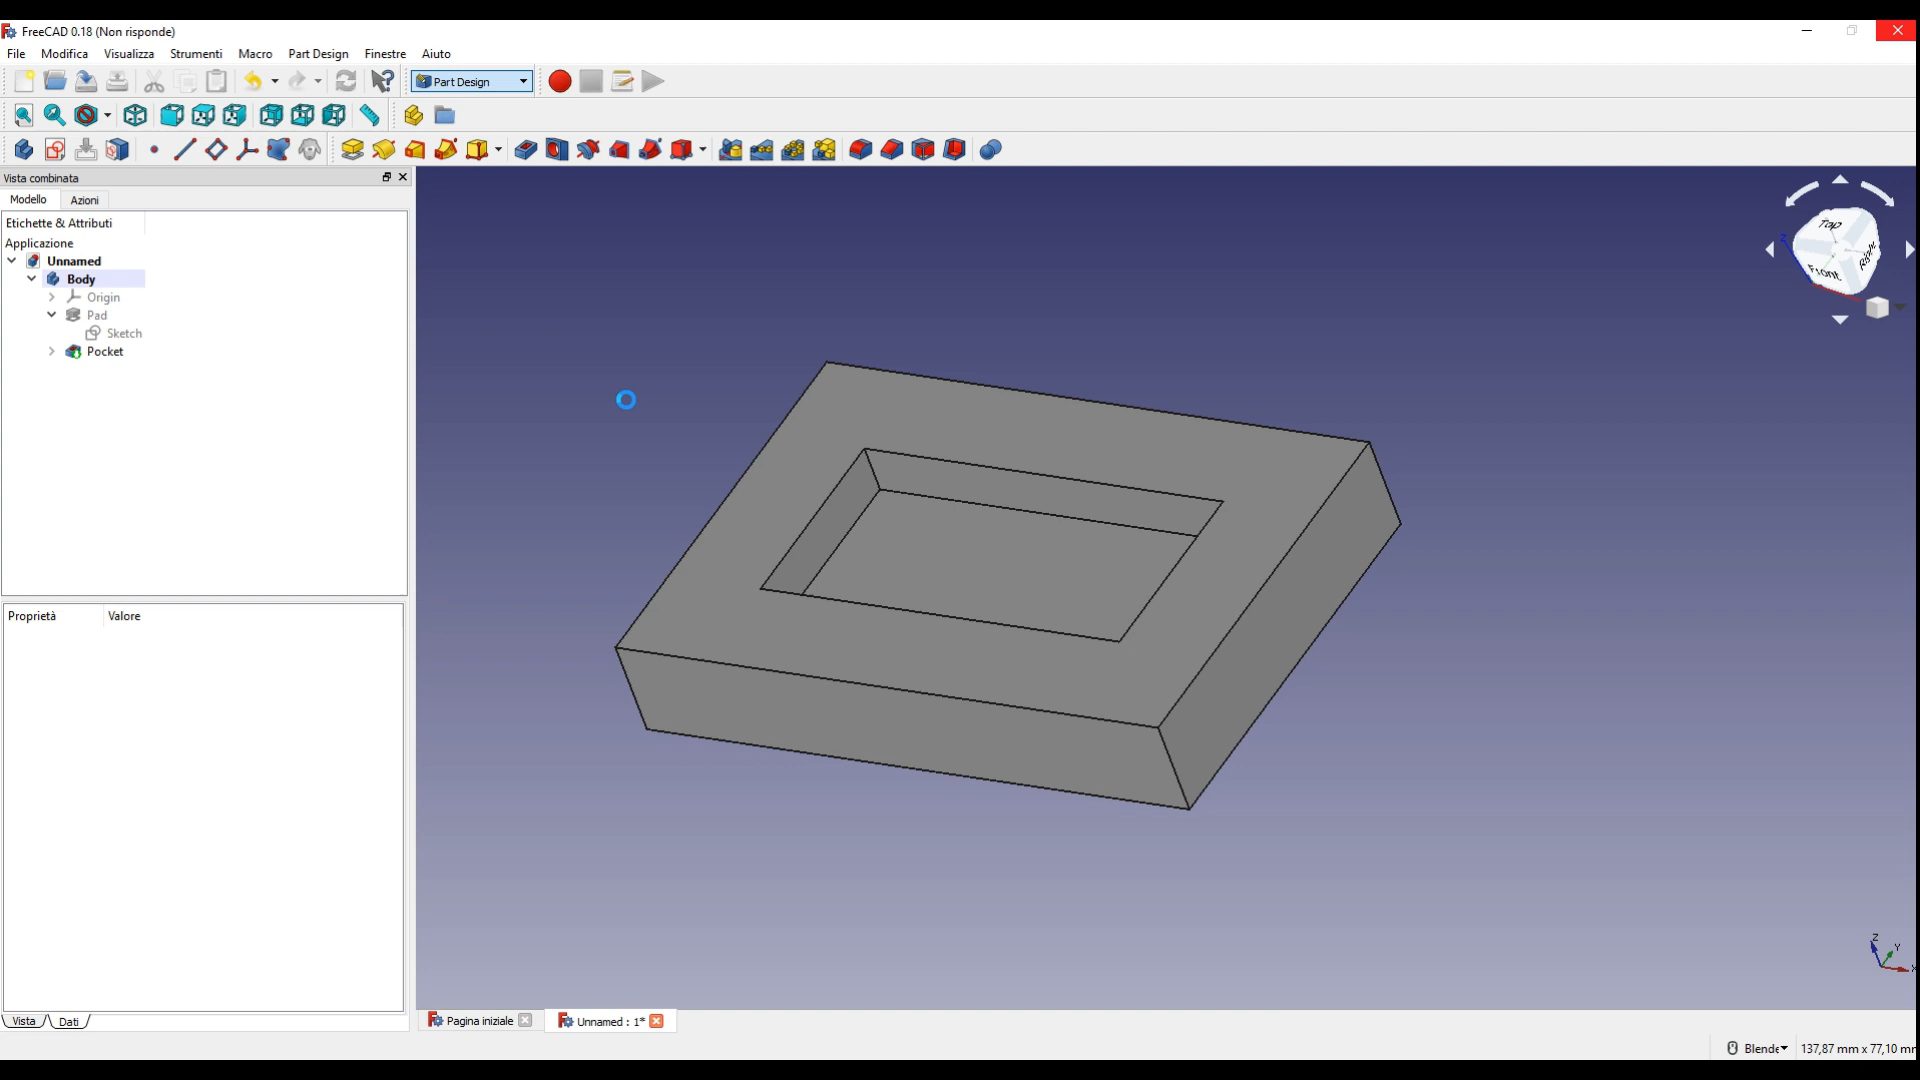 FreeCAD 0.18 (Non risponde)
File Modifica Visualizza Strumenti Macro Part Design Finestre Aiuto
Part Design
Vista combinata
Modello Azioni
Etichette & Attributi
Applicazione
Unnamed
Body
Origin
Pad
Sketch
Pocket
Proprietà Valore
Vista Dati
Top
Front
Right
Z
Z
Y
X
Pagina iniziale Unnamed : 1*
Blende 137,87 mm x 77,10 mm